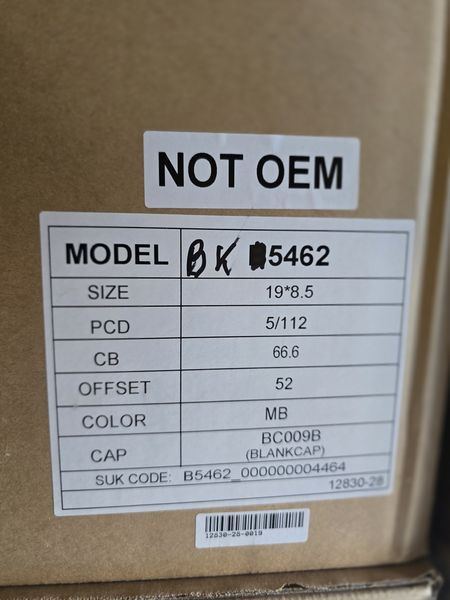 NOT OEM
MODEL BK 5462
SIZE 19*8.5
PCD 5/112
CB 66.6
OFFSET 52
COLOR MB
CAP BC009B
(BLANKCAP)
SUK CODE: B5462_000000004464
12830-28
12830-28-0019